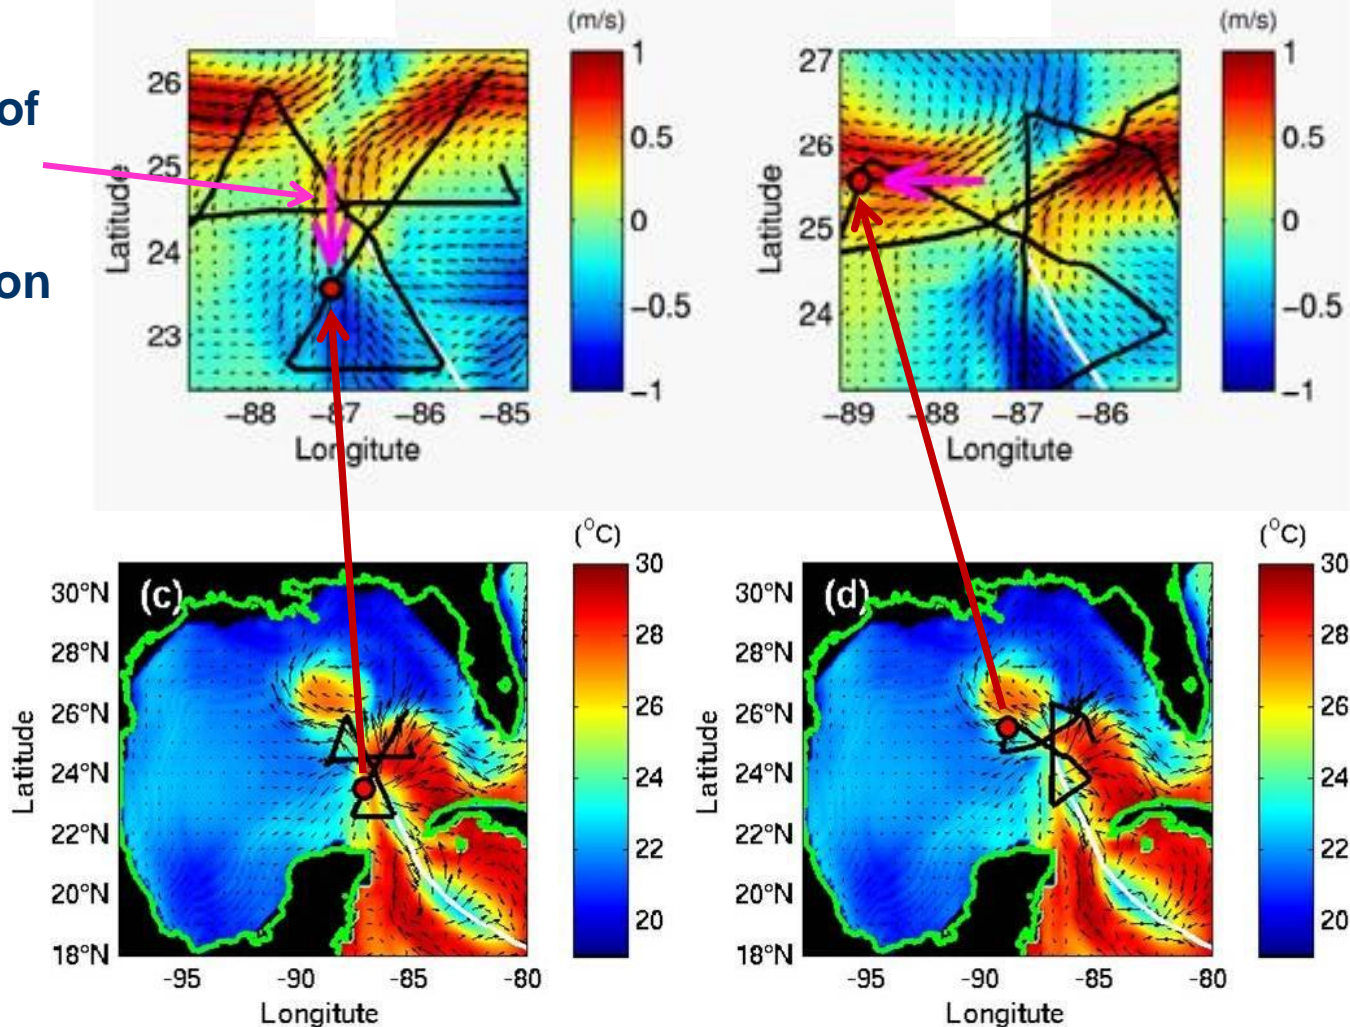 of
on
(m/s)
26
25
24
23
Latitude
-88
-87
-86
-85
Longitute
1
0.5
0
-0.5
-1
(m/s)
27
26
25
24
Latitude
-89
-88
-87
-86
Longitute
1
0.5
0
-0.5
-1
(°C)
(c)
30°N
28°N
26°N
24°N
22°N
20°N
18°N
Latitude
-95
-90
-85
-80
Longitute
30
28
26
24
22
20
(°C)
(d)
30°N
28°N
26°N
24°N
22°N
20°N
18°N
Latitude
-95
-90
-85
-80
Longitute
30
28
26
24
22
20